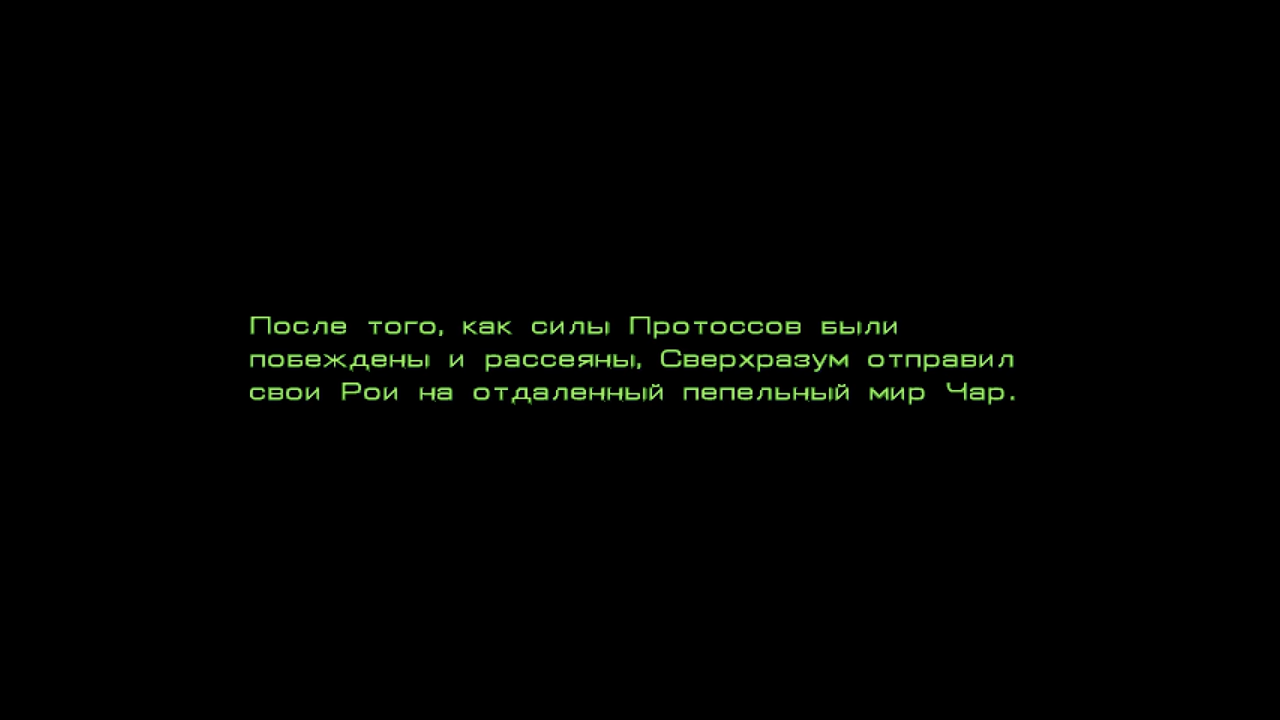 После того, как силы Протоссов были
побеждены и рассеяны, Сверхразум отправил
свои Рои на отдаленный пепельный мир Чар.